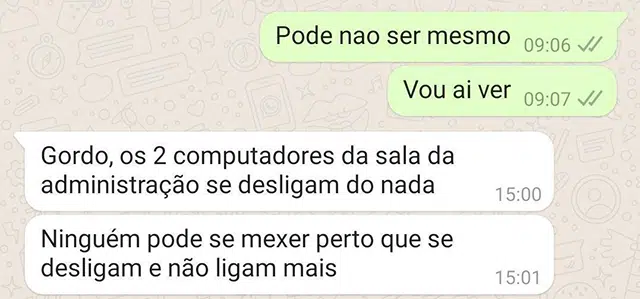 Pode nao ser mesmo 09:06
Vou ai ver 09:07
Gordo, os 2 computadores da sala da
administração se desligam do nada 15:00
Ninguém pode se mexer perto que se
desligam e não ligam mais 15:01